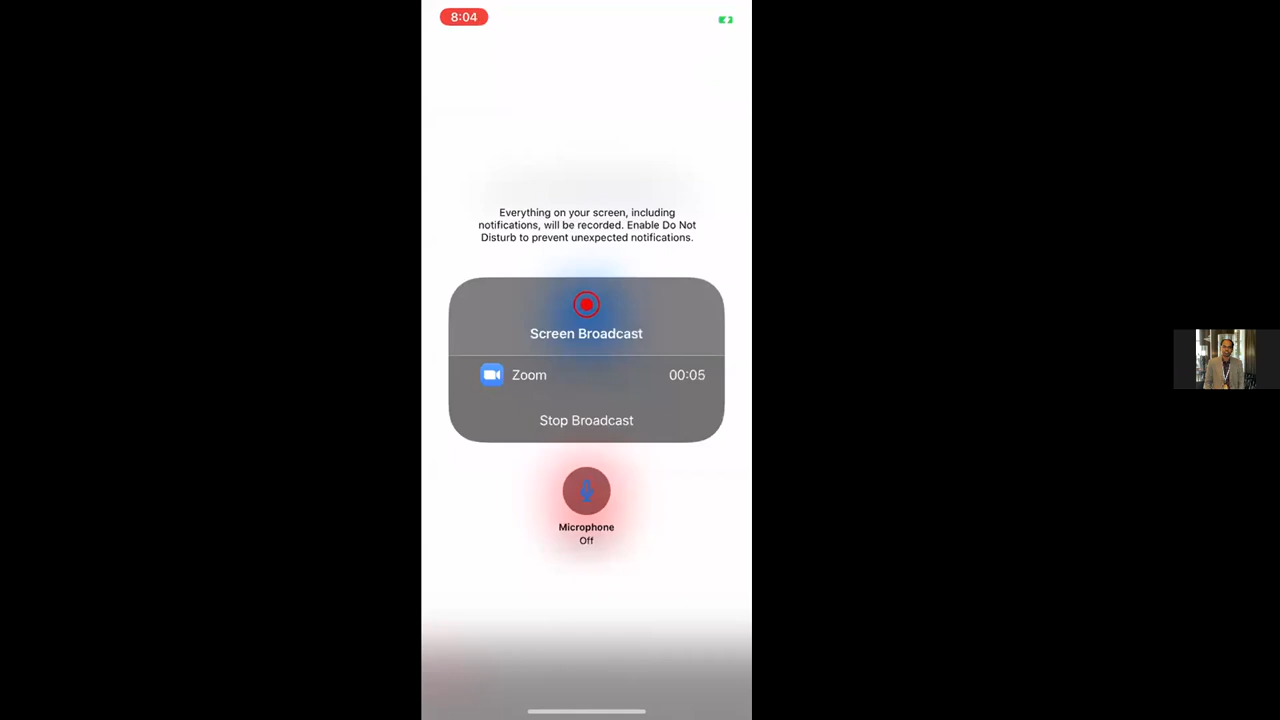 8:04
Everything on your screen, including
notifications, will be recorded. Enable Do Not
Disturb to prevent unexpected notifications.
Screen Broadcast
Zoom 00:05
Stop Broadcast
Microphone
Off